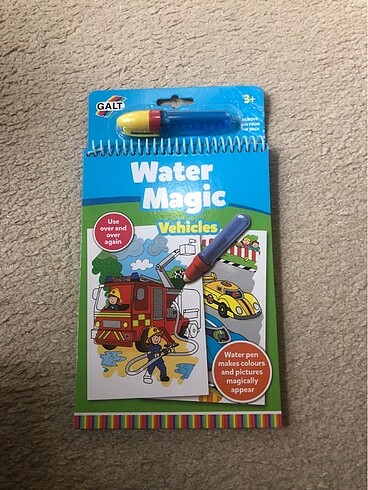 GALT
3+
Water
Magic
Vehicles
Use
over and
over
again
Water pen
makes colours
and pictures
magically
appear